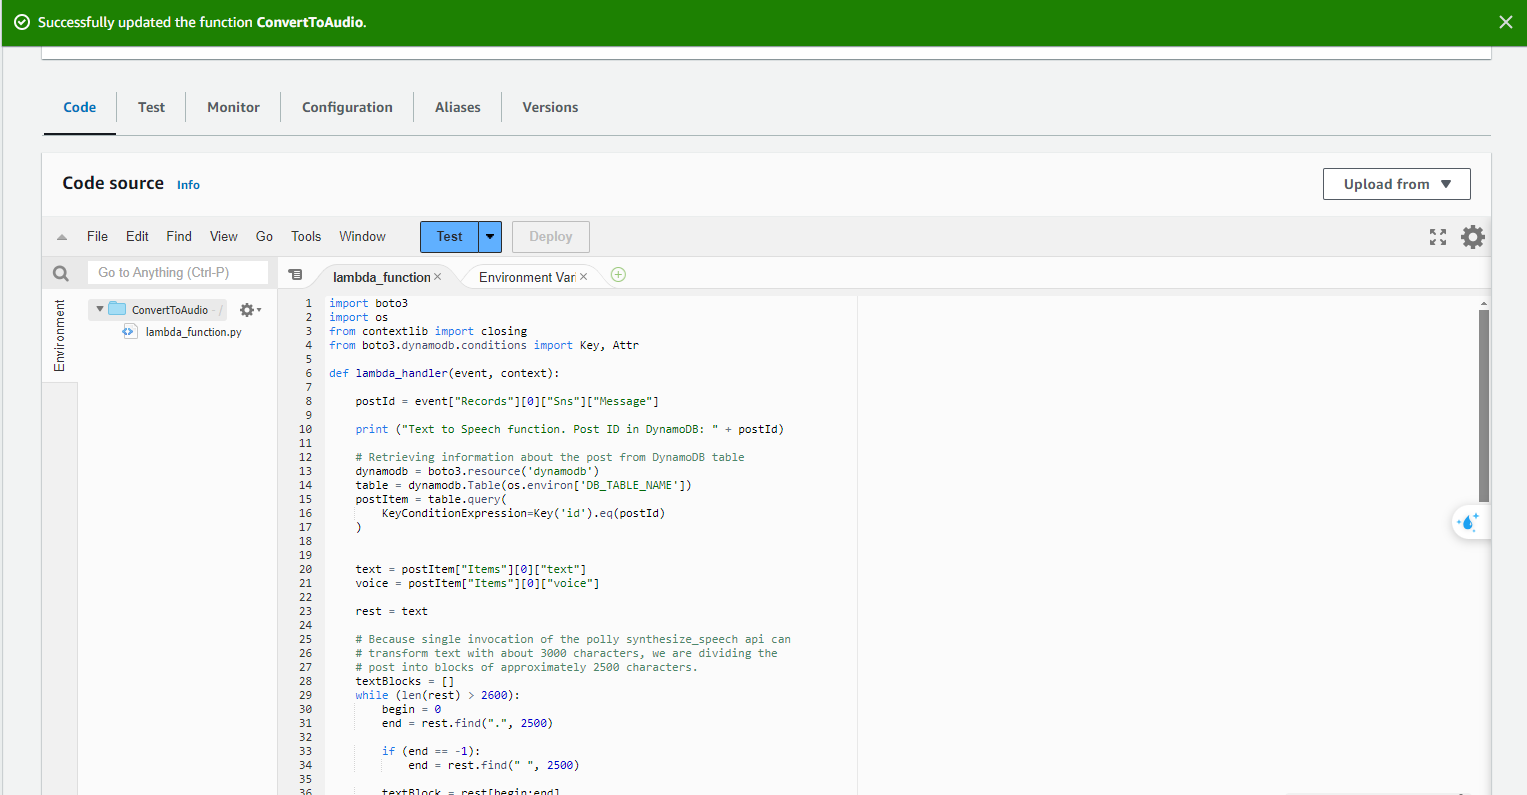 Successfully updated the function ConvertToAudio.
Code
Test
Monitor
Configuration
Aliases
Versions
Code source Info
Upload from
File Edit Find View Go Tools Window Test Deploy
Go to Anything (Ctrl-P)
lambda_function
Environment Var
Environment
ConvertToAudio - /
lambda_function.py
1 import boto3
2 import os
3 from contextlib import closing
4 from boto3.dynamodb.conditions import Key, Attr
5
6 def lambda_handler(event, context):
7
8     postId = event["Records"][0]["Sns"]["Message"]
9
10     print ("Text to Speech function. Post ID in DynamoDB: " + postId)
11
12     # Retrieving information about the post from DynamoDB table
13     dynamodb = boto3.resource('dynamodb')
14     table = dynamodb.Table(os.environ['DB_TABLE_NAME'])
15     postItem = table.query(
16         KeyConditionExpression=Key('id').eq(postId)
17     )
18
19
20     text = postItem["Items"][0]["text"]
21     voice = postItem["Items"][0]["voice"]
22
23     rest = text
24
25     # Because single invocation of the polly synthesize_speech api can
26     # transform text with about 3000 characters, we are dividing the
27     # post into blocks of approximately 2500 characters.
28     textBlocks = []
29     while (len(rest) > 2600):
30         begin = 0
31         end = rest.find(".", 2500)
32
33         if (end == -1):
34             end = rest.find(" ", 2500)
35
36         textBlock = rest[begin:end]